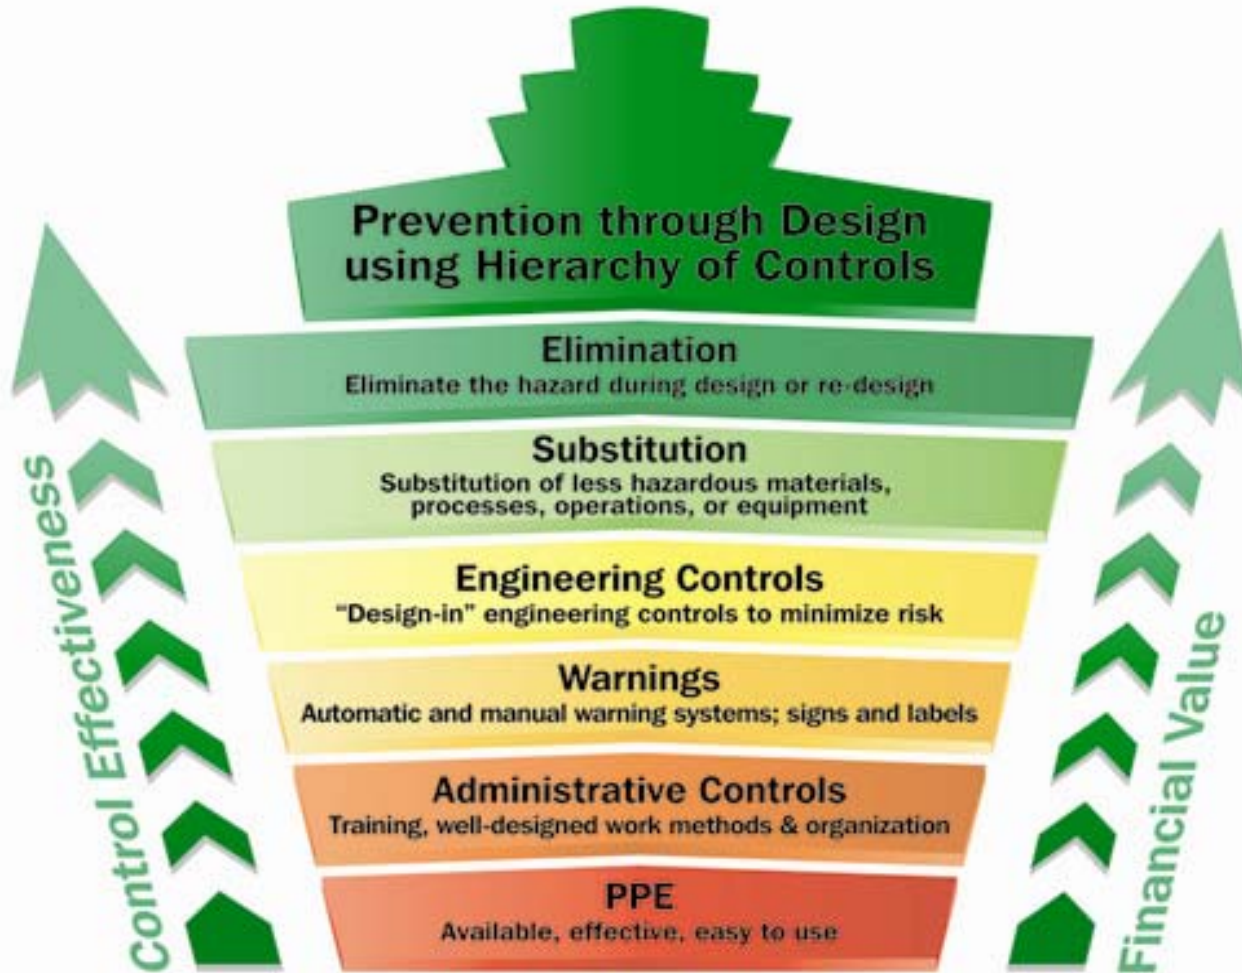 Prevention through Design
using Hierarchy of Controls
Elimination
Eliminate the hazard during design or re-design
Substitution
Substitution of less hazardous materials,
processes, operations, or equipment
Engineering Controls
“Design-in” engineering controls to minimize risk
Warnings
Automatic and manual warning systems; signs and labels
Administrative Controls
Training, well-designed work methods & organization
PPE
Available, effective, easy to use
Control Effectiveness
Financial Value